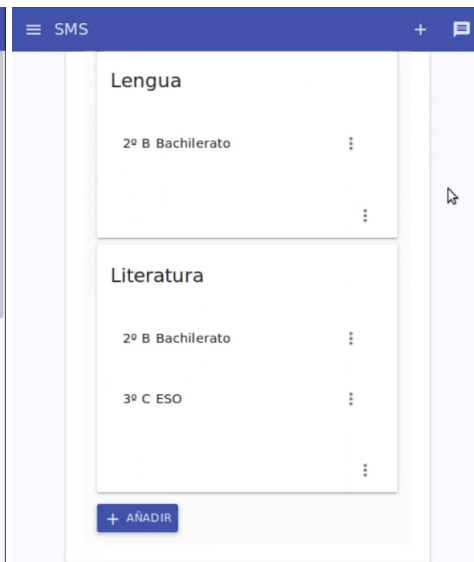 SMS
Lengua
2º B Bachilerato
Literatura
2º B Bachilerato
3º C ESO
+ AÑADIR